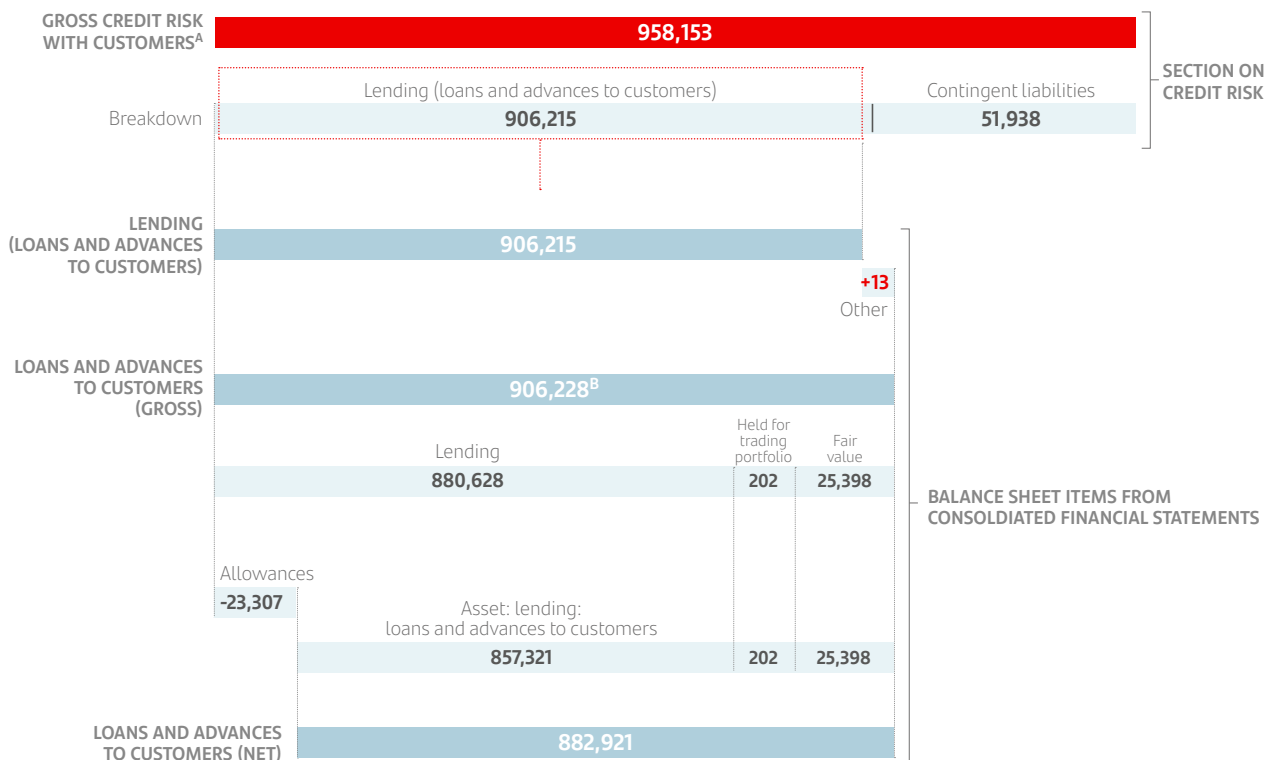 GROSS CREDIT RISK
WITH CUSTOMERSᴬ
958,153
SECTION ON
CREDIT RISK
Lending (loans and advances to customers)
Contingent liabilities
Breakdown
906,215
51,938
LENDING
(LOANS AND ADVANCES
TO CUSTOMERS)
906,215
+13
Other
LOANS AND ADVANCES
TO CUSTOMERS
(GROSS)
906,228ᴮ
Lending
Held for
trading
portfolio
Fair
value
880,628
202
25,398
BALANCE SHEET ITEMS FROM
CONSOLDIATED FINANCIAL STATEMENTS
Allowances
-23,307
Asset: lending:
loans and advances to customers
857,321
202
25,398
LOANS AND ADVANCES
TO CUSTOMERS (NET)
882,921